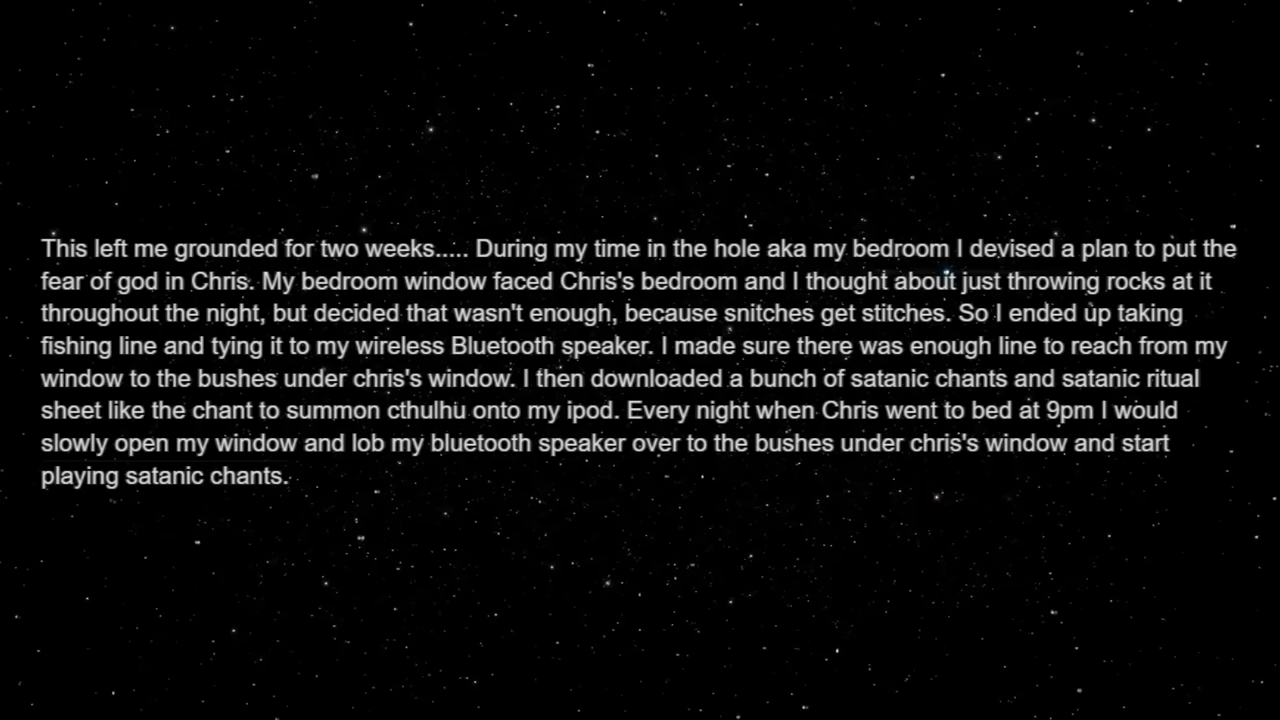 This left me grounded for two weeks..... During my time in the hole aka my bedroom I devised a plan to put the
fear of god in Chris. My bedroom window faced Chris's bedroom and I thought about just throwing rocks at it
throughout the night, but decided that wasn't enough, because snitches get stitches. So I ended up taking
fishing line and tying it to my wireless Bluetooth speaker. I made sure there was enough line to reach from my
window to the bushes under chris's window. I then downloaded a bunch of satanic chants and satanic ritual
sheet like the chant to summon cthulhu onto my ipod. Every night when Chris went to bed at 9pm I would
slowly open my window and lob my bluetooth speaker over to the bushes under chris's window and start
playing satanic chants.